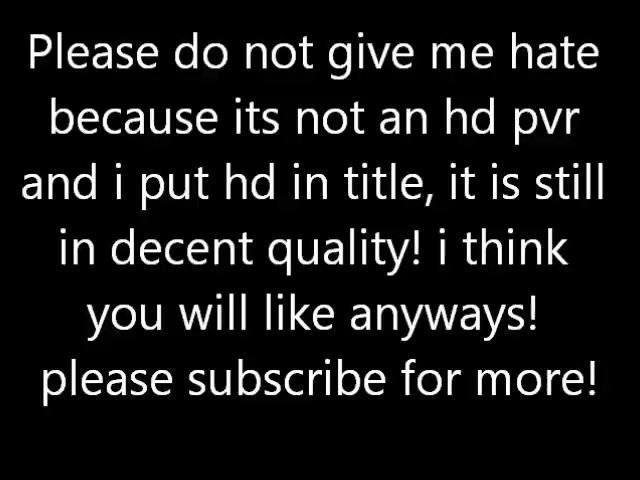 Please do not give me hate
because its not an hd pvr
and i put hd in title, it is still
in decent quality! i think
you will like anyways!
please subscribe for more!